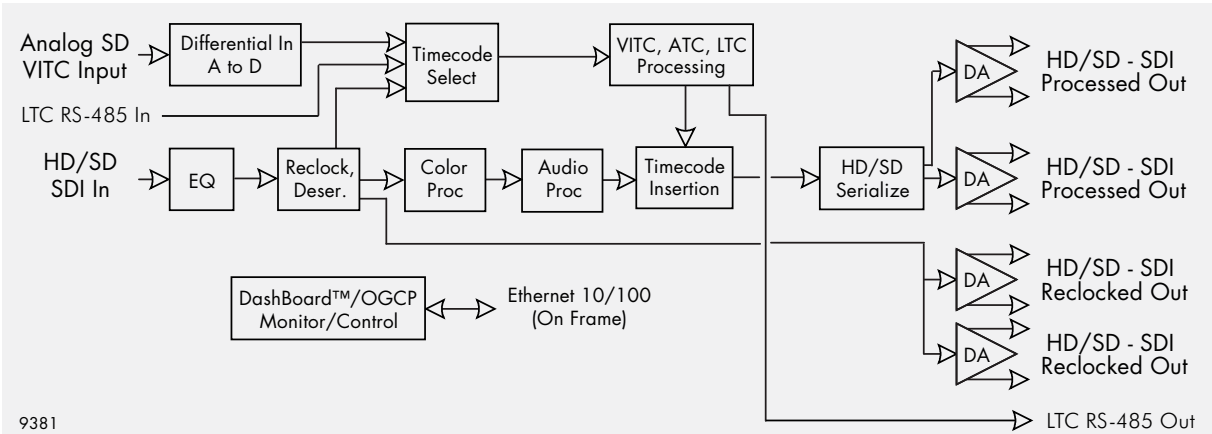 Analog SD
VITC Input
Differential In
A to D
Timecode
Select
VITC, ATC, LTC
Processing
DA
HD/SD - SDI
Processed Out
LTC RS-485 In
HD/SD
SDI In
EQ
Reclock,
Deser.
Color
Proc
Audio
Proc
Timecode
Insertion
HD/SD
Serialize
DA
HD/SD - SDI
Processed Out
DA
HD/SD - SDI
Reclocked Out
DashBoard™/OGCP
Monitor/Control
Ethernet 10/100
(On Frame)
DA
HD/SD - SDI
Reclocked Out
9381
LTC RS-485 Out